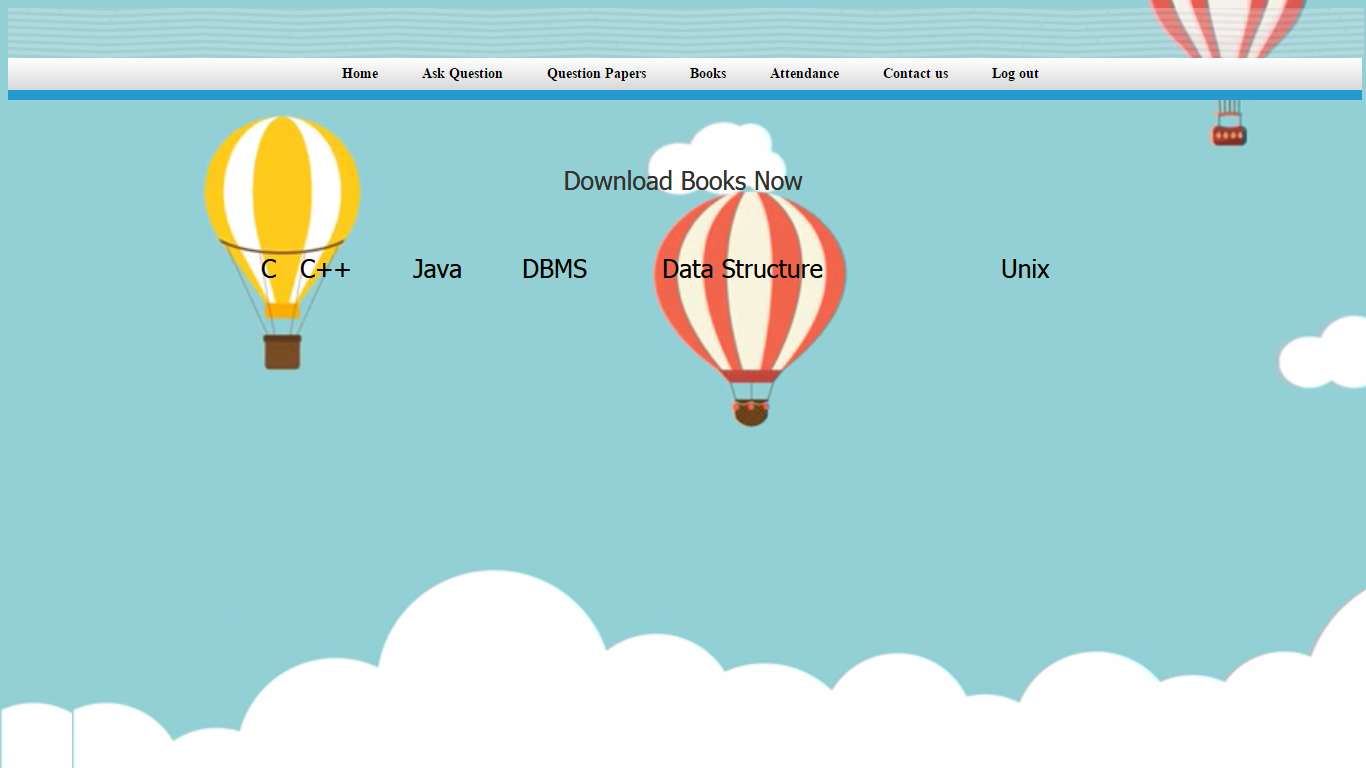 Home Ask Question Question Papers Books Attendance Contact us Log out
Download Books Now
C C++ Java DBMS Data Structure Unix